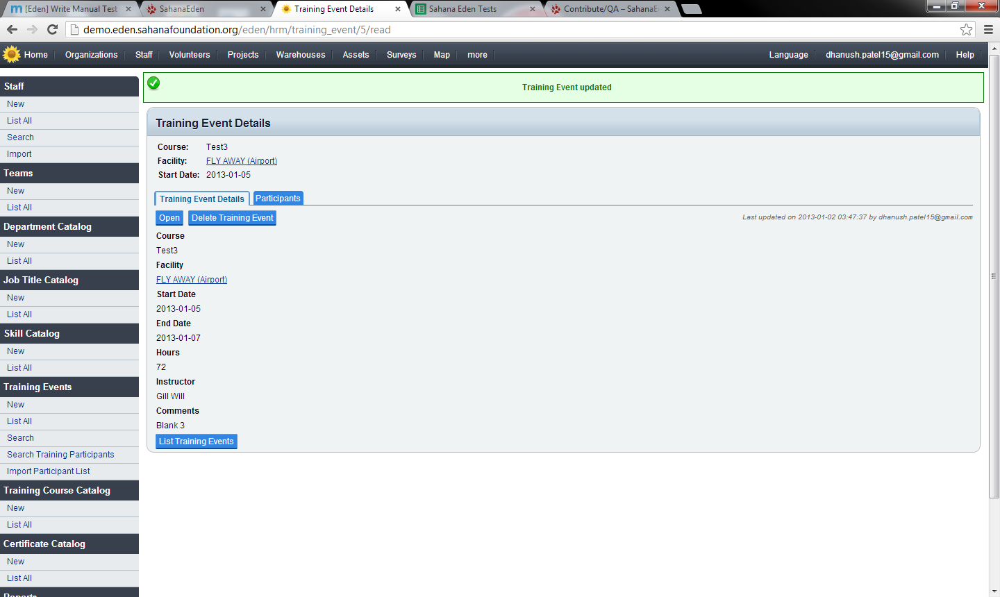 [Eden] Write Manual Test
SahanaEden
Training Event Details
Sahana Eden Tests
Contribute/QA – SahanaE
demo.eden.sahanafoundation.org/eden/hrm/training_event/5/read
Home Organizations Staff Volunteers Projects Warehouses Assets Surveys Map more Language dhanush.patel15@gmail.com Help
Staff
New
List All
Search
Import
Teams
New
List All
Department Catalog
New
List All
Job Title Catalog
New
List All
Skill Catalog
New
List All
Training Events
New
List All
Search
Search Training Participants
Import Participant List
Training Course Catalog
New
List All
Certificate Catalog
New
List All
Reports
Training Event updated
Training Event Details
Course: Test3
Facility: FLY AWAY (Airport)
Start Date: 2013-01-05
Training Event Details Participants
Open Delete Training Event Last updated on 2013-01-02 03:47:37 by dhanush.patel15@gmail.com
Course
Test3
Facility
FLY AWAY (Airport)
Start Date
2013-01-05
End Date
2013-01-07
Hours
72
Instructor
Gill Will
Comments
Blank 3
List Training Events